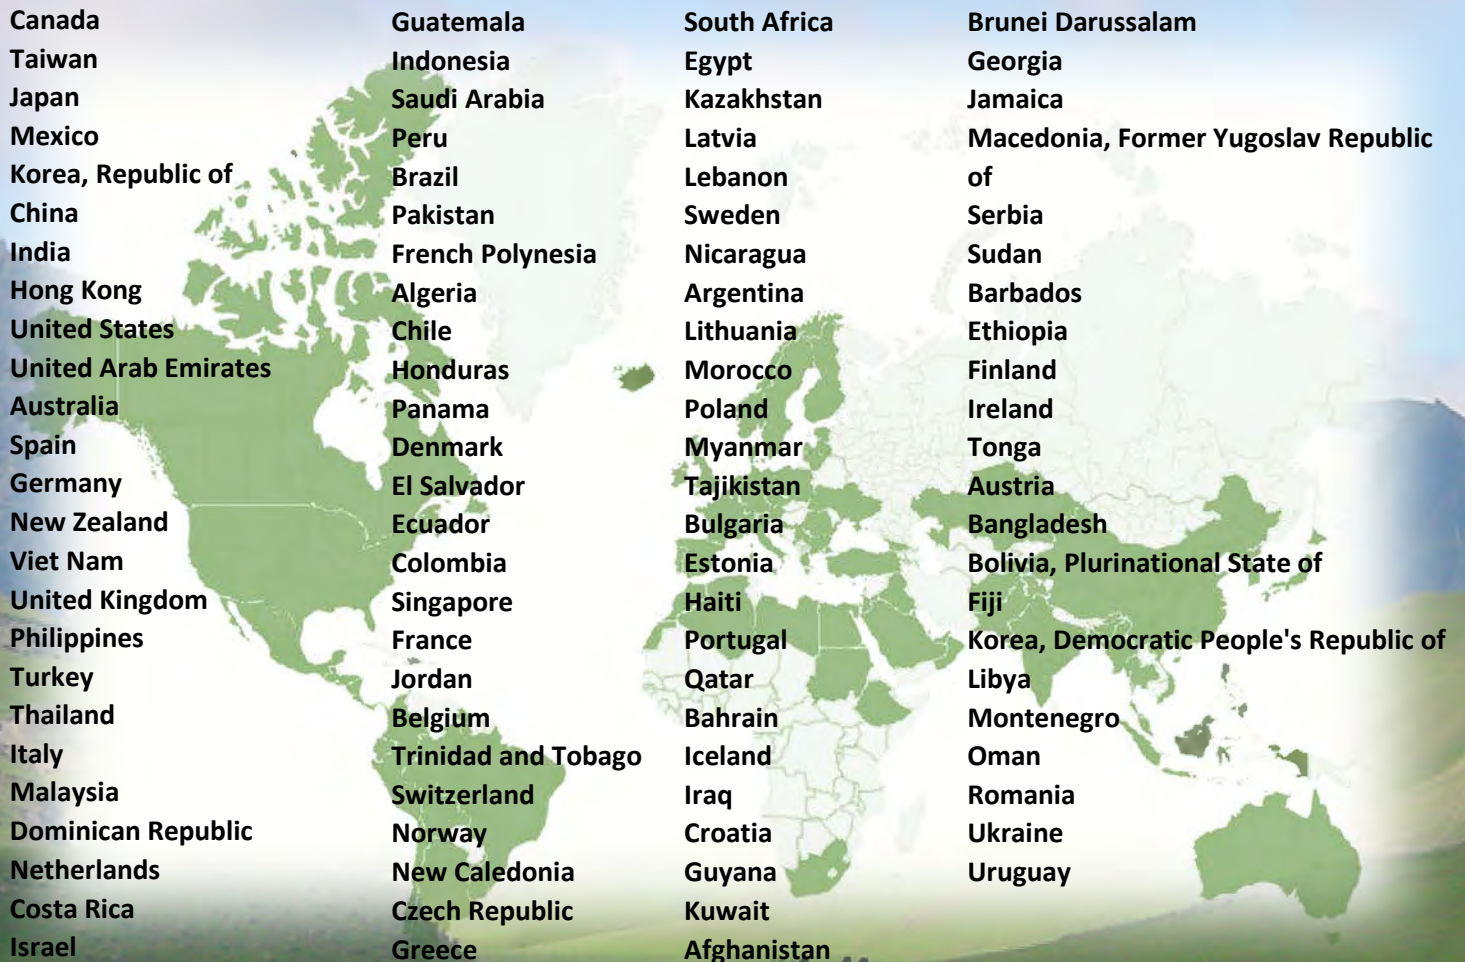 Canada
Taiwan
Japan
Mexico
Korea, Republic of
China
India
Hong Kong
United States
United Arab Emirates
Australia
Spain
Germany
New Zealand
Viet Nam
United Kingdom
Philippines
Turkey
Thailand
Italy
Malaysia
Dominican Republic
Netherlands
Costa Rica
Israel
Guatemala
Indonesia
Saudi Arabia
Peru
Brazil
Pakistan
French Polynesia
Algeria
Chile
Honduras
Panama
Denmark
El Salvador
Ecuador
Colombia
Singapore
France
Jordan
Belgium
Trinidad and Tobago
Switzerland
Norway
New Caledonia
Czech Republic
Greece
South Africa
Egypt
Kazakhstan
Latvia
Lebanon
Sweden
Nicaragua
Argentina
Lithuania
Morocco
Poland
Myanmar
Tajikistan
Bulgaria
Estonia
Haiti
Portugal
Qatar
Bahrain
Iceland
Iraq
Croatia
Guyana
Kuwait
Afghanistan
Brunei Darussalam
Georgia
Jamaica
Macedonia, Former Yugoslav Republic
of
Serbia
Sudan
Barbados
Ethiopia
Finland
Ireland
Tonga
Austria
Bangladesh
Bolivia, Plurinational State of
Fiji
Korea, Democratic People's Republic of
Libya
Montenegro
Oman
Romania
Ukraine
Uruguay